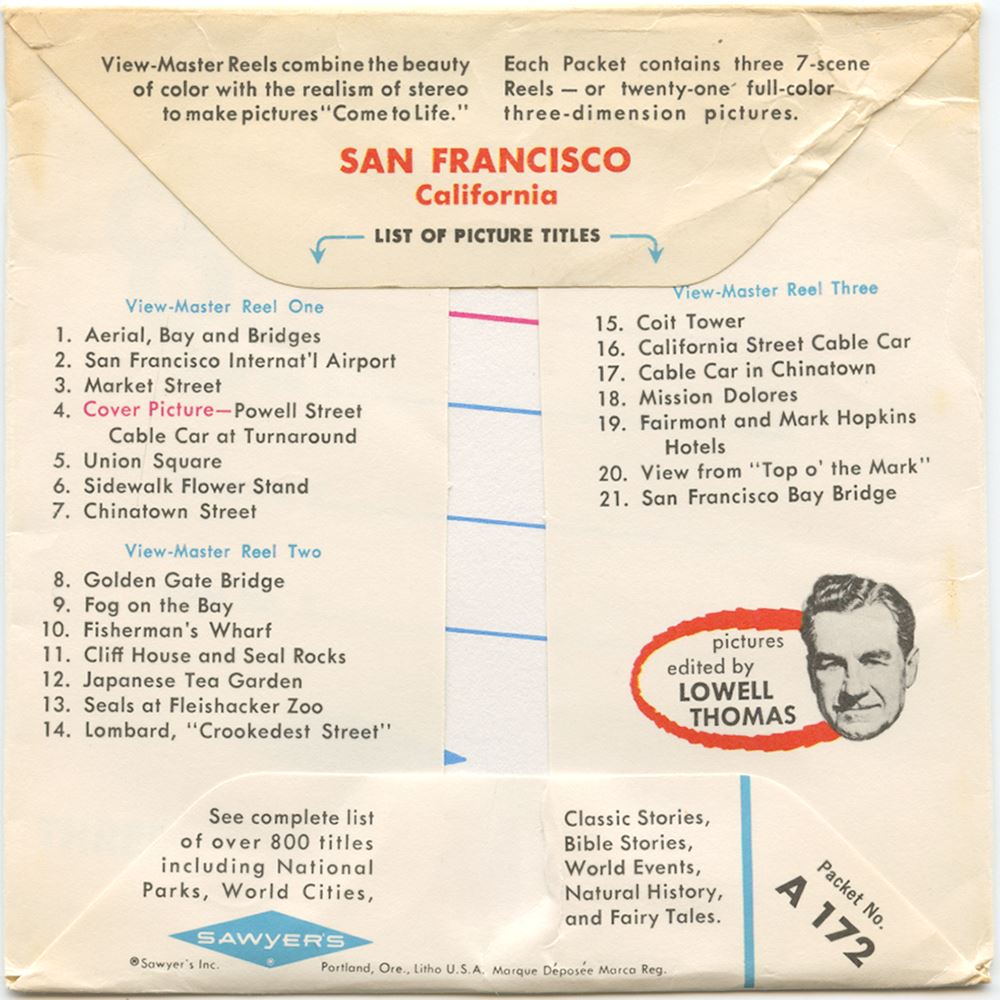 View-Master Reels combine the beauty
of color with the realism of stereo
to make pictures "Come to Life."
Each Packet contains three 7-scene
Reels — or twenty-one full-color
three-dimension pictures.
SAN FRANCISCO
California
LIST OF PICTURE TITLES
View-Master Reel One
1. Aerial, Bay and Bridges
2. San Francisco Internat'l Airport
3. Market Street
4. Cover Picture—Powell Street
Cable Car at Turnaround
5. Union Square
6. Sidewalk Flower Stand
7. Chinatown Street
View-Master Reel Two
8. Golden Gate Bridge
9. Fog on the Bay
10. Fisherman's Wharf
11. Cliff House and Seal Rocks
12. Japanese Tea Garden
13. Seals at Fleishacker Zoo
14. Lombard, "Crookedest Street"
View-Master Reel Three
15. Coit Tower
16. California Street Cable Car
17. Cable Car in Chinatown
18. Mission Dolores
19. Fairmont and Mark Hopkins
Hotels
20. View from "Top o' the Mark"
21. San Francisco Bay Bridge
pictures
edited by
LOWELL
THOMAS
See complete list
of over 800 titles
including National
Parks, World Cities,
Classic Stories,
Bible Stories,
World Events,
Natural History,
and Fairy Tales.
Packet No.
A 172
SAWYER'S
®
®Sawyer's Inc. Portland, Ore., Litho U.S.A. Marque Déposée Marca Reg.